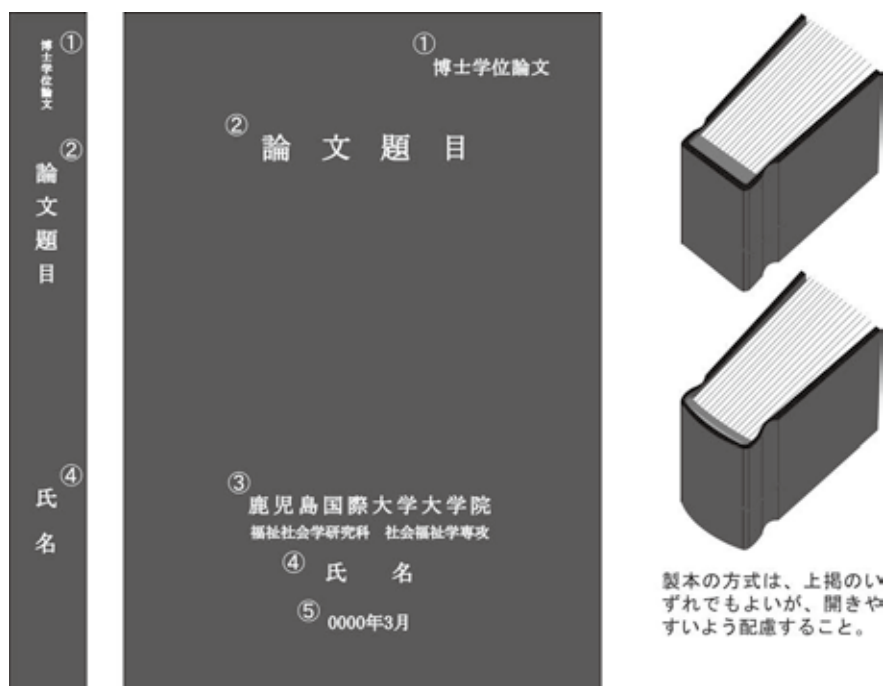 ①
博士学位論文
②
論文題目
④
氏名
①
博士学位論文
②
論文題目
③
鹿児島国際大学大学院
福祉社会学研究科 社会福祉学専攻
④
氏 名
⑤
0000年3月
製本の方式は、上掲のい
ずれでもよいが、開きや
すいよう配慮すること。